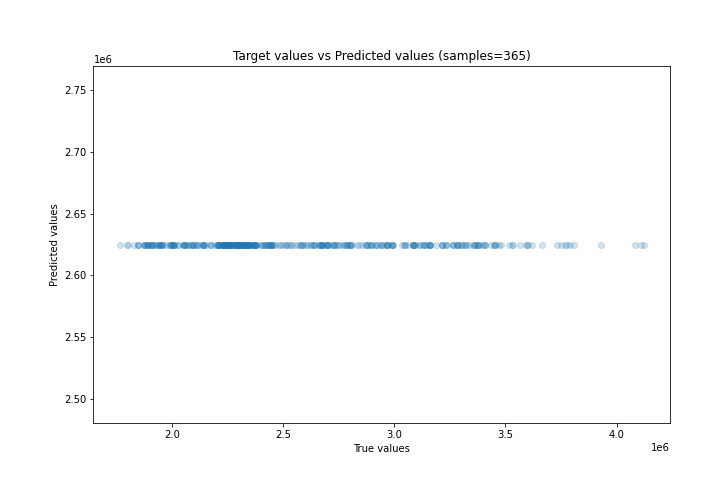 Target values vs Predicted values (samples=365)
1e6
2.75
2.70
2.65
2.60
2.55
2.50
Predicted values
2.0 2.5 3.0 3.5 4.0
1e6
True values